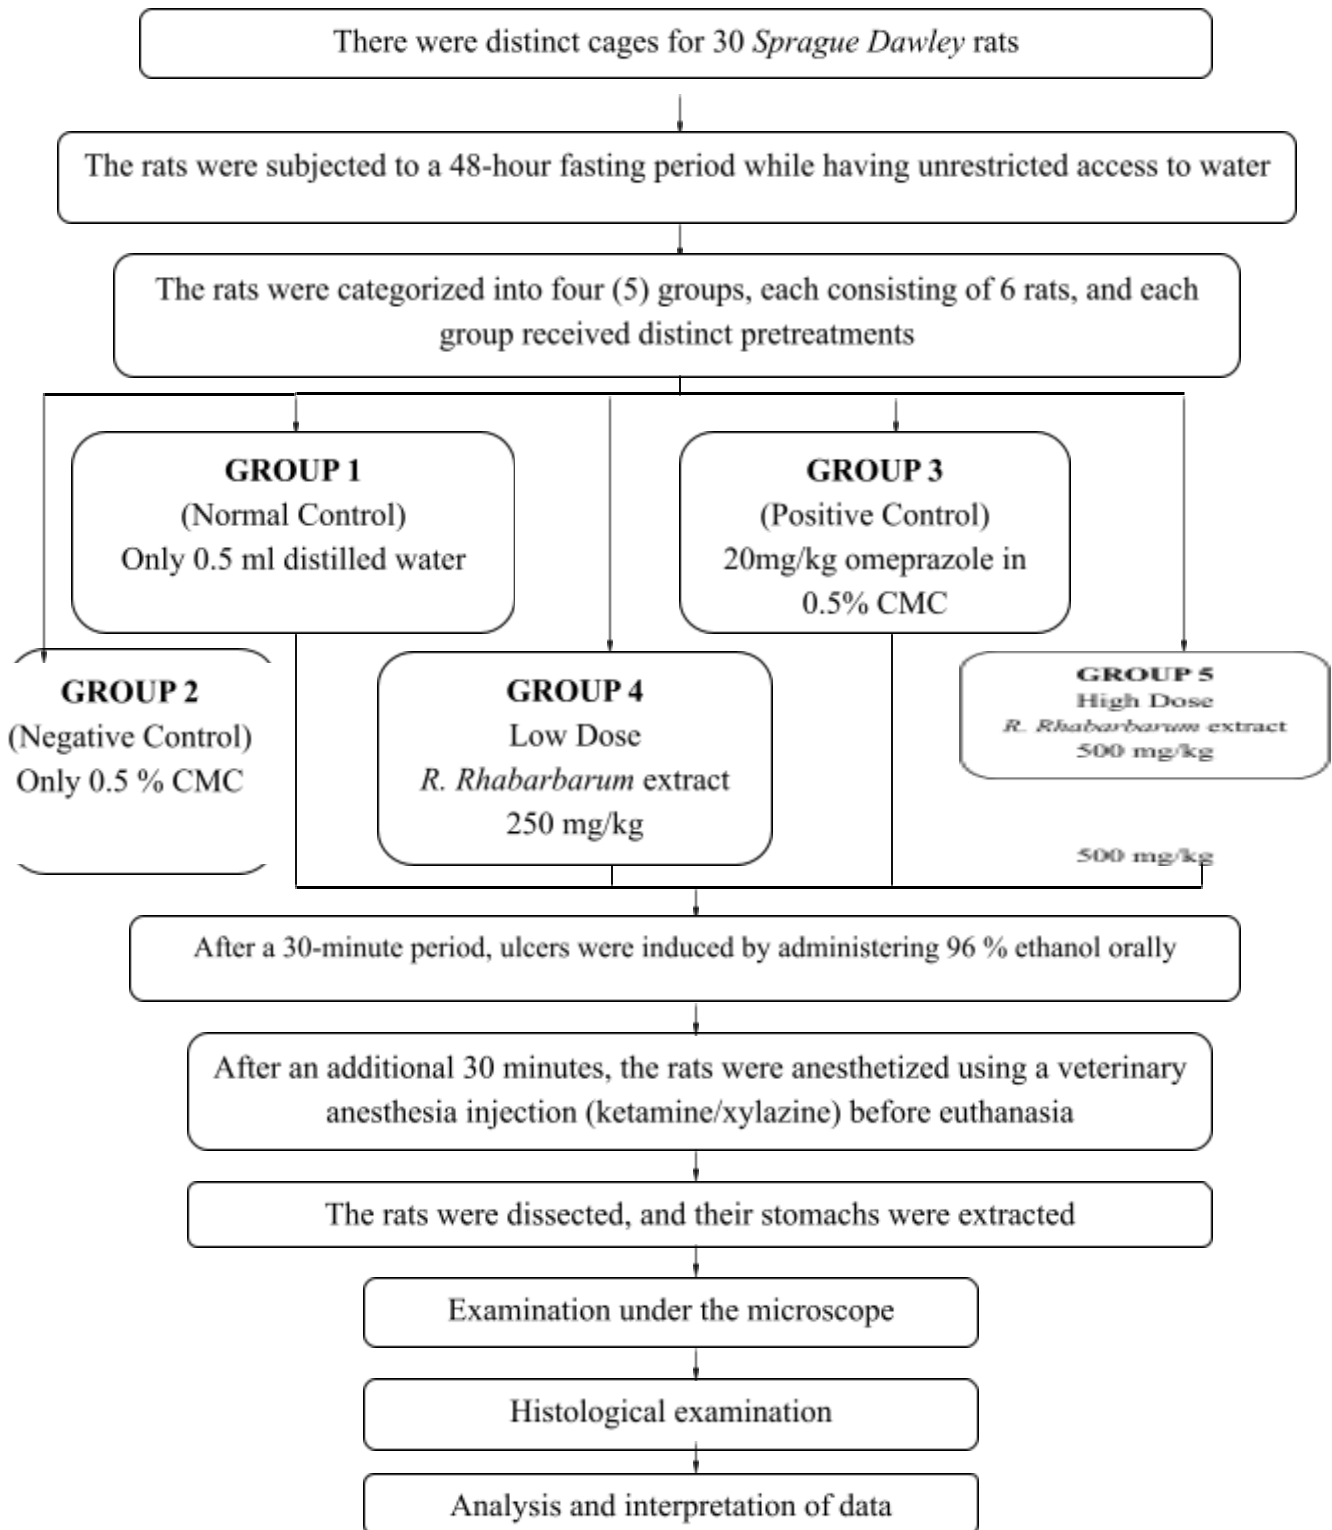 There were distinct cages for 30 Sprague Dawley rats
The rats were subjected to a 48-hour fasting period while having unrestricted access to water
The rats were categorized into four (5) groups, each consisting of 6 rats, and each
group received distinct pretreatments
GROUP 1
(Normal Control)
Only 0.5 ml distilled water
GROUP 3
(Positive Control)
20mg/kg omeprazole in
0.5% CMC
GROUP 2
(Negative Control)
Only 0.5 % CMC
GROUP 4
Low Dose
R. Rhabarbarum extract
250 mg/kg
GROUP 5
High Dose
R. Rhabarbarum extract
500 mg/kg
500 mg/kg
After a 30-minute period, ulcers were induced by administering 96 % ethanol orally
After an additional 30 minutes, the rats were anesthetized using a veterinary
anesthesia injection (ketamine/xylazine) before euthanasia
The rats were dissected, and their stomachs were extracted
Examination under the microscope
Histological examination
Analysis and interpretation of data